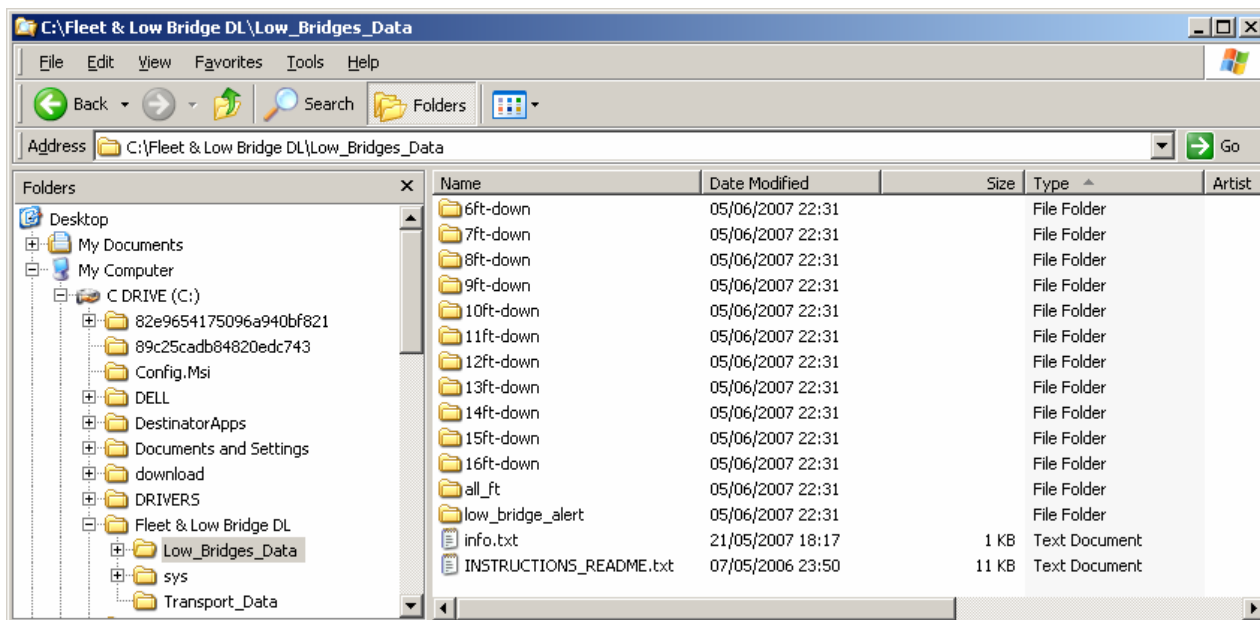 C:\Fleet & Low Bridge DL\Low_Bridges_Data
File Edit View Favorites Tools Help
Back Search Folders
Address C:\Fleet & Low Bridge DL\Low_Bridges_Data Go
Folders
Desktop
My Documents
My Computer
C DRIVE (C:)
82e9654175096a940bf821
89c25cadb84820edc743
Config.Msi
DELL
DestinatorApps
Documents and Settings
download
DRIVERS
Fleet & Low Bridge DL
Low_Bridges_Data
sys
Transport_Data
Name Date Modified Size Type Artist
6ft-down 05/06/2007 22:31 File Folder
7ft-down 05/06/2007 22:31 File Folder
8ft-down 05/06/2007 22:31 File Folder
9ft-down 05/06/2007 22:31 File Folder
10ft-down 05/06/2007 22:31 File Folder
11ft-down 05/06/2007 22:31 File Folder
12ft-down 05/06/2007 22:31 File Folder
13ft-down 05/06/2007 22:31 File Folder
14ft-down 05/06/2007 22:31 File Folder
15ft-down 05/06/2007 22:31 File Folder
16ft-down 05/06/2007 22:31 File Folder
all_ft 05/06/2007 22:31 File Folder
low_bridge_alert 05/06/2007 22:31 File Folder
info.txt 21/05/2007 18:17 1 KB Text Document
INSTRUCTIONS_README.txt 07/05/2006 23:50 11 KB Text Document